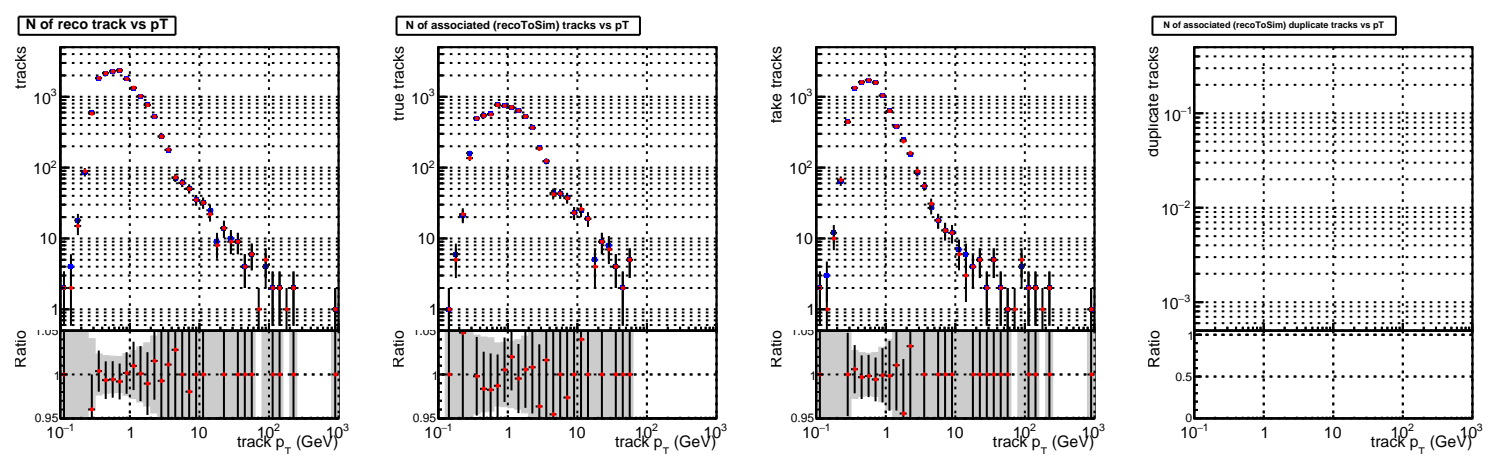 N of reco track vs pT
tracks
10³
10²
10
1
Ratio
1.05
1
0.95
10⁻¹ 1 10 10² 10³
track p_T (GeV)
N of associated (recoToSim) tracks vs pT
true tracks
10³
10²
10
1
Ratio
1.05
1
0.95
10⁻¹ 1 10 10² 10³
track p_T (GeV)
fake tracks
10³
10²
10
1
Ratio
1.05
1
0.95
10⁻¹ 1 10 10² 10³
track p_T (GeV)
N of associated (recoToSim) duplicate tracks vs pT
duplicate tracks
10⁻¹
10⁻²
10⁻³
Ratio
1
0.5
0
10⁻¹ 1 10 10² 10³
track p_T (GeV)